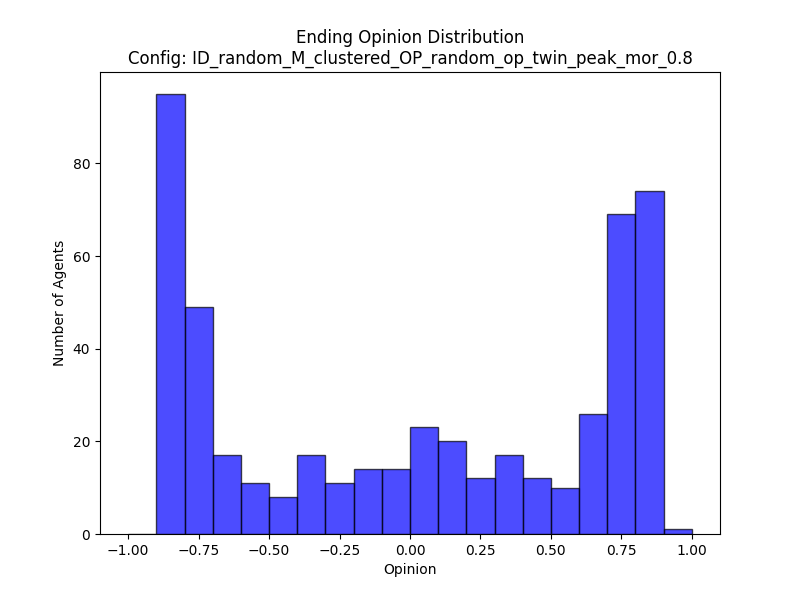 Ending Opinion Distribution
Config: ID_random_M_clustered_OP_random_op_twin_peak_mor_0.8
Number of Agents
80
60
40
20
0
−1.00 −0.75 −0.50 −0.25 0.00 0.25 0.50 0.75 1.00
Opinion